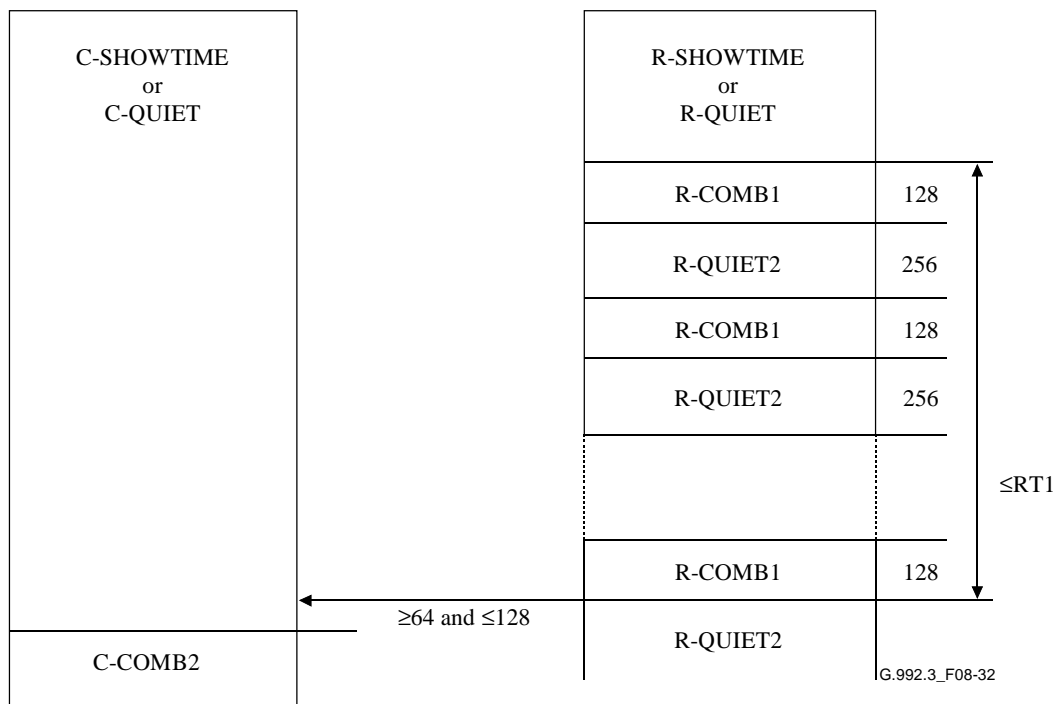 C-SHOWTIME
or
C-QUIET
R-SHOWTIME
or
R-QUIET
R-COMB1
128
R-QUIET2
256
R-COMB1
128
R-QUIET2
256
≤RT1
R-COMB1
128
≥64 and ≤128
C-COMB2
R-QUIET2
G.992.3_F08-32